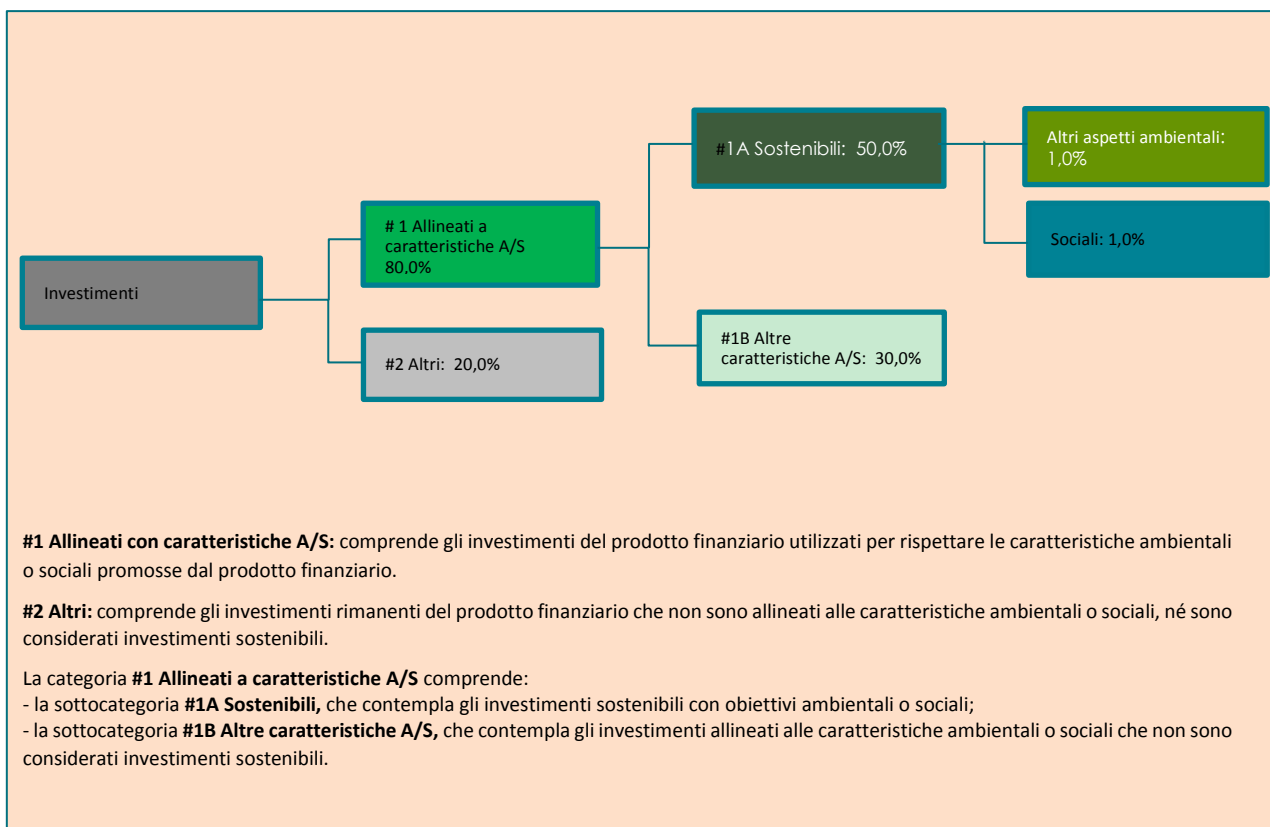 Investimenti
# 1 Allineati a
caratteristiche A/S
80,0%
#2 Altri:  20,0%
#1A Sostenibili:  50,0%
#1B Altre
caratteristiche A/S:  30,0%
Altri aspetti ambientali:
1,0%
Sociali: 1,0%
#1 Allineati con caratteristiche A/S: comprende gli investimenti del prodotto finanziario utilizzati per rispettare le caratteristiche ambientali
o sociali promosse dal prodotto finanziario.
#2 Altri: comprende gli investimenti rimanenti del prodotto finanziario che non sono allineati alle caratteristiche ambientali o sociali, né sono
considerati investimenti sostenibili.
La categoria #1 Allineati a caratteristiche A/S comprende:
- la sottocategoria #1A Sostenibili, che contempla gli investimenti sostenibili con obiettivi ambientali o sociali;
- la sottocategoria #1B Altre caratteristiche A/S, che contempla gli investimenti allineati alle caratteristiche ambientali o sociali che non sono
considerati investimenti sostenibili.